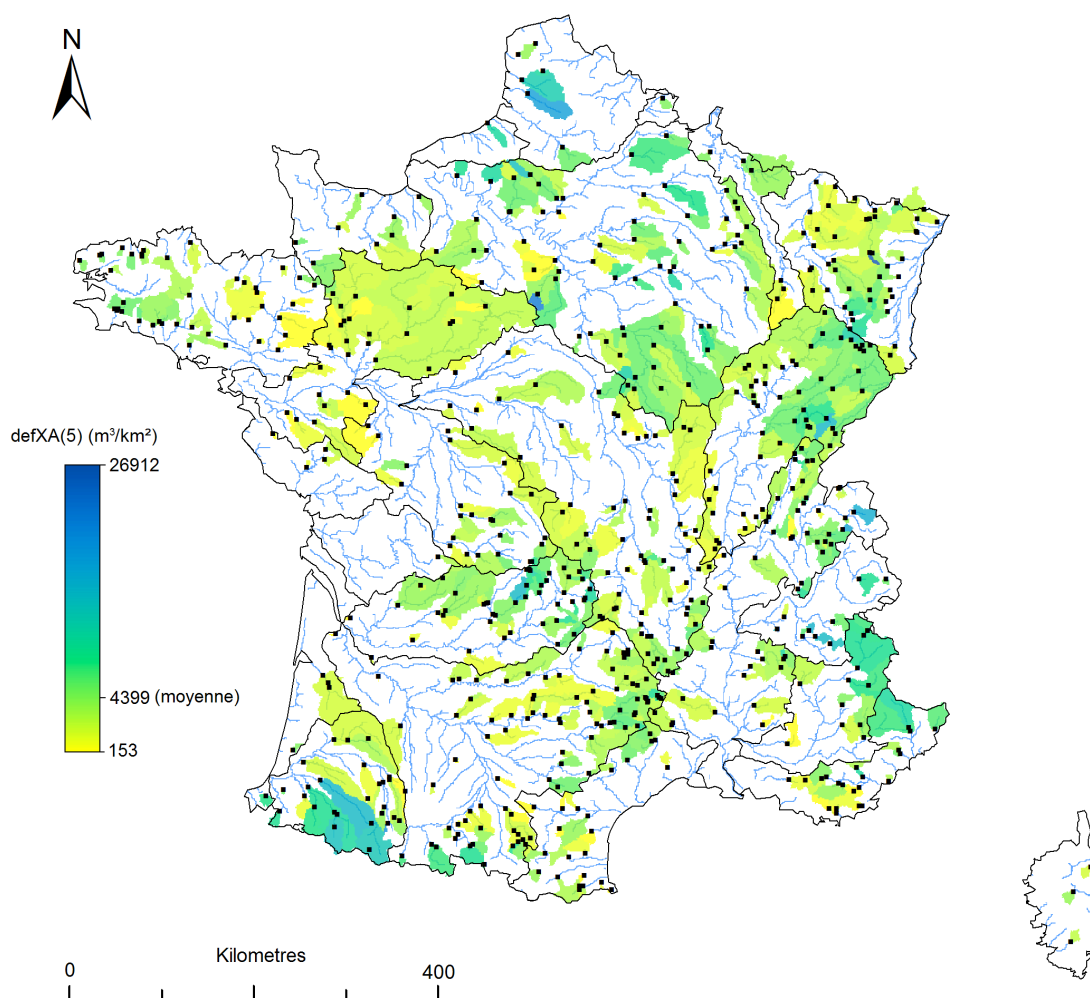 N
defXA(5) (m³/km²)
26912
4399 (moyenne)
153
Kilometres
0
400